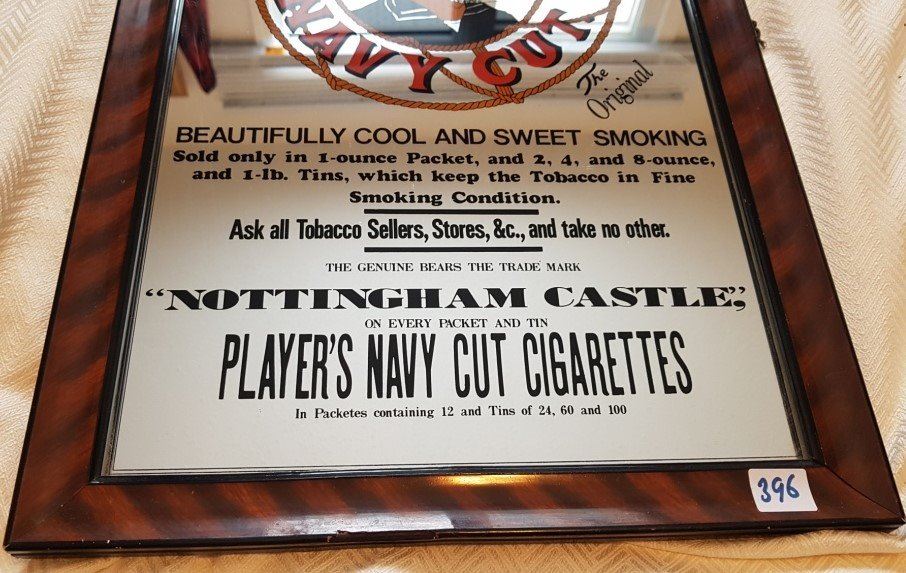 NAVY CUT
The
Original
BEAUTIFULLY COOL AND SWEET SMOKING
Sold only in 1-ounce Packet, and 2, 4, and 8-ounce,
and 1-lb. Tins, which keep the Tobacco in Fine
Smoking Condition.
Ask all Tobacco Sellers, Stores, &c., and take no other.
THE GENUINE BEARS THE TRADE MARK
“NOTTINGHAM CASTLE”,
ON EVERY PACKET AND TIN
PLAYER'S NAVY CUT CIGARETTES
In Packetes containing 12 and Tins of 24, 60 and 100
396